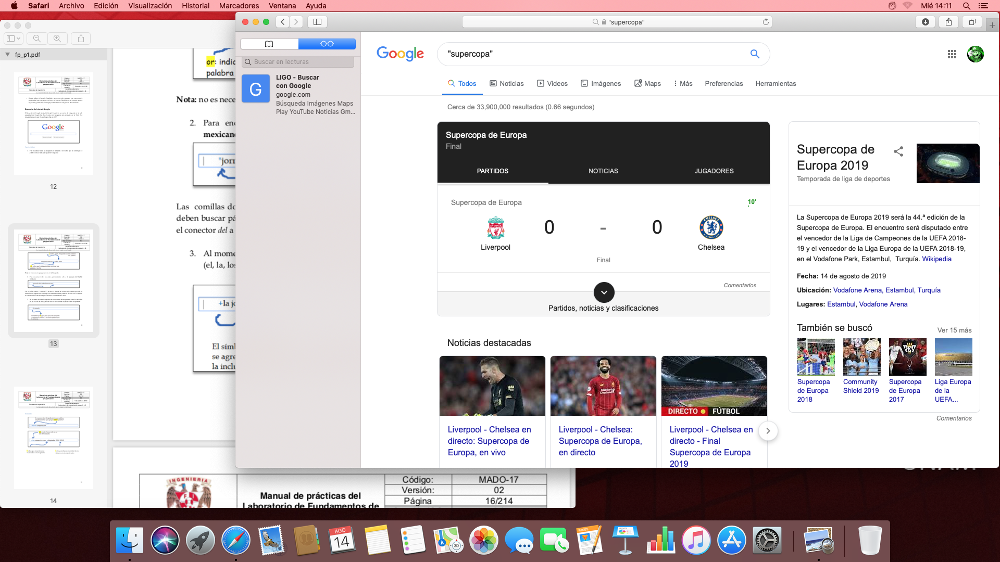 Safari Archivo Edición Visualización Historial Marcadores Ventana Ayuda
Mié 14:11
fp_p1.pdf
Google
12
13
14
or: indic
palabra
Nota: no es nece
2. Para enc
mexican
"jorn
Las comillas do
deben buscar pá
el conector del a
3. Al mome
(el, la, los
+la jo
El símb
se agre
la inclu
INGENIERIA
Manual de prácticas del
Laboratorio de Fundamentos de
Código: MADO-17
Versión: 02
Página 16/214
"supercopa"
Buscar en lecturas
G
LIGO - Buscar
con Google
google.com
Búsqueda Imágenes Maps
Play YouTube Noticias Gm...
Google
"supercopa"
Todos Noticias Videos Imágenes Maps Más Preferencias Herramientas
Cerca de 33,900,000 resultados (0.66 segundos)
Supercopa de Europa
Final
PARTIDOS NOTICIAS JUGADORES
Supercopa de Europa 10'
0 - 0
Liverpool Chelsea
Final
Comentarios
Partidos, noticias y clasificaciones
Noticias destacadas
DIRECTO FÚTBOL
Liverpool - Chelsea en
directo: Supercopa de
Europa, en vivo
Liverpool - Chelsea:
Supercopa de Europa,
en directo
Liverpool - Chelsea en
directo - Final
Supercopa de Europa
2019
Supercopa de
Europa 2019
Temporada de liga de deportes
La Supercopa de Europa 2019 será la 44.ª edición de la
Supercopa de Europa. El encuentro será disputado entre
el vencedor de la Liga de Campeones de la UEFA 2018-
19 y el vencedor de la Liga Europa de la UEFA 2018-19,
en el Vodafone Park, Estambul, Turquía. Wikipedia
Fecha: 14 de agosto de 2019
Ubicación: Vodafone Arena, Estambul, Turquía
Lugares: Estambul, Vodafone Arena
También se buscó
Ver 15 más
Supercopa
de Europa
2018
Community
Shield 2019
Supercopa
de Europa
2017
Liga Europa
de la
UEFA...
Comentarios
UNAM
AGO
14
PAGES
3D